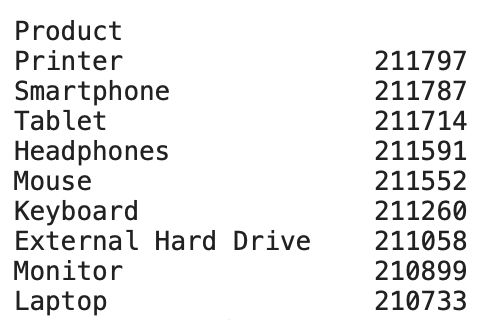 Product
Printer 211797
Smartphone 211787
Tablet 211714
Headphones 211591
Mouse 211552
Keyboard 211260
External Hard Drive 211058
Monitor 210899
Laptop 210733